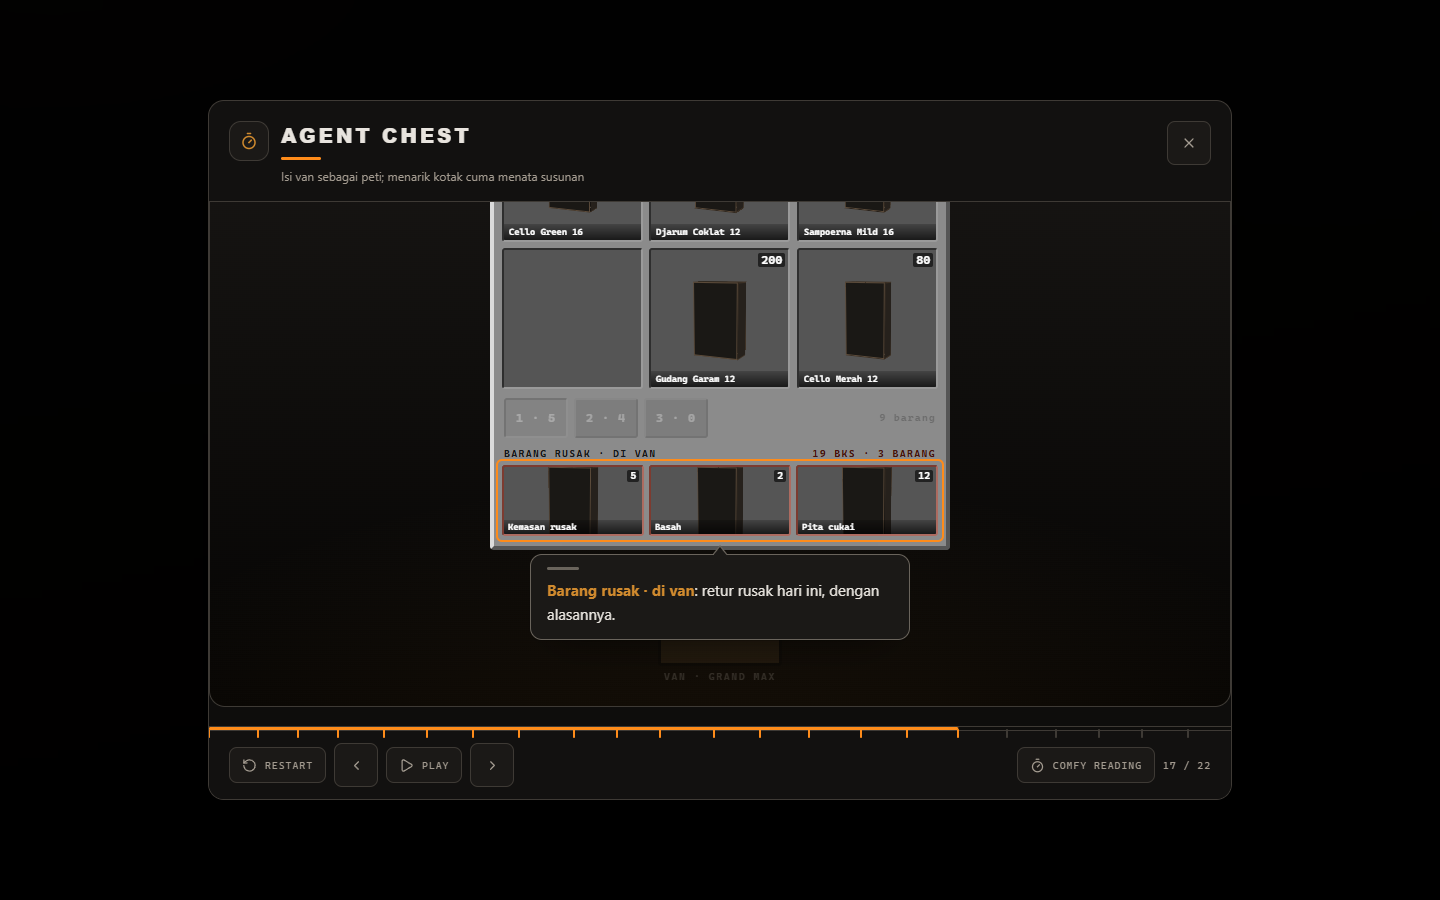 AGENT CHEST
Isi van sebagai peti; menarik kotak cuma menata susunan
Cello Green 16
Djarum Coklat 12
Sampoerna Mild 16
200
Gudang Garam 12
80
Cello Merah 12
1 · 5
2 · 4
3 · 0
9 barang
BARANG RUSAK · DI VAN
19 BKS · 3 BARANG
5
Kemasan rusak
2
Basah
12
Pita cukai
Barang rusak · di van: retur rusak hari ini, dengan
alasannya.
VAN · GRAND MAX
RESTART
PLAY
COMFY READING
17 / 22